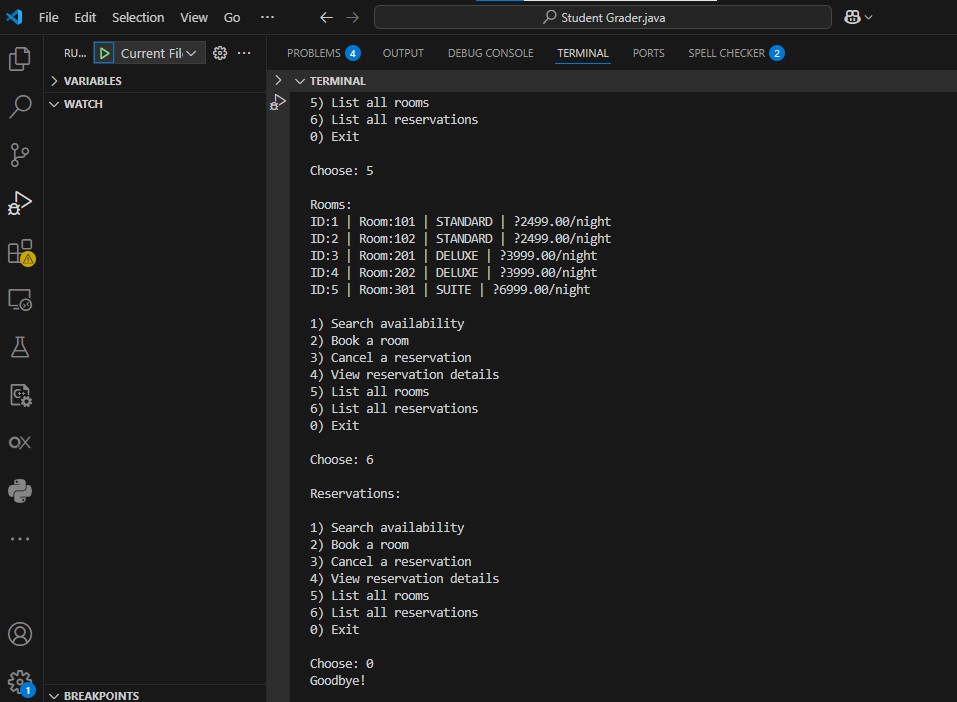 File Edit Selection View Go ···
Student Grader.java
RU... Current Fil
PROBLEMS 4 OUTPUT DEBUG CONSOLE TERMINAL PORTS SPELL CHECKER 2
VARIABLES
WATCH
TERMINAL
5) List all rooms
6) List all reservations
0) Exit
Choose: 5
Rooms:
ID:1 | Room:101 | STANDARD | ?2499.00/night
ID:2 | Room:102 | STANDARD | ?2499.00/night
ID:3 | Room:201 | DELUXE | ?3999.00/night
ID:4 | Room:202 | DELUXE | ?3999.00/night
ID:5 | Room:301 | SUITE | ?6999.00/night
1) Search availability
2) Book a room
3) Cancel a reservation
4) View reservation details
5) List all rooms
6) List all reservations
0) Exit
Choose: 6
Reservations:
1) Search availability
2) Book a room
3) Cancel a reservation
4) View reservation details
5) List all rooms
6) List all reservations
0) Exit
Choose: 0
Goodbye!
1
BREAKPOINTS